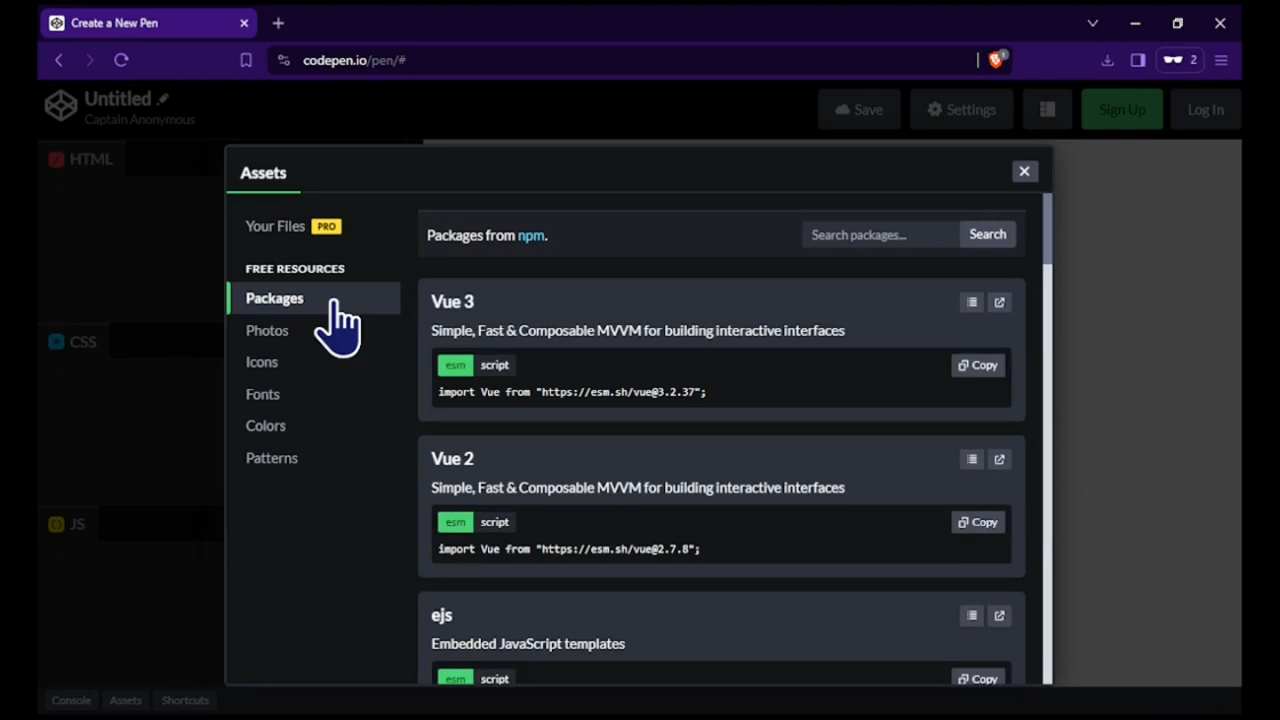 Create a New Pen
codepen.io/pen/#
1
2
Untitled
Captain Anonymous
Save
Settings
Sign Up
Log In
HTML
CSS
JS
Assets
Your Files PRO
FREE RESOURCES
Packages
Photos
Icons
Fonts
Colors
Patterns
Packages from npm.
Search packages...
Search
Vue 3
Simple, Fast & Composable MVVM for building interactive interfaces
esm script
Copy
import Vue from "https://esm.sh/vue@3.2.37";
Vue 2
Simple, Fast & Composable MVVM for building interactive interfaces
esm script
Copy
import Vue from "https://esm.sh/vue@2.7.8";
ejs
Embedded JavaScript templates
esm script
Copy
Console Assets Shortcuts